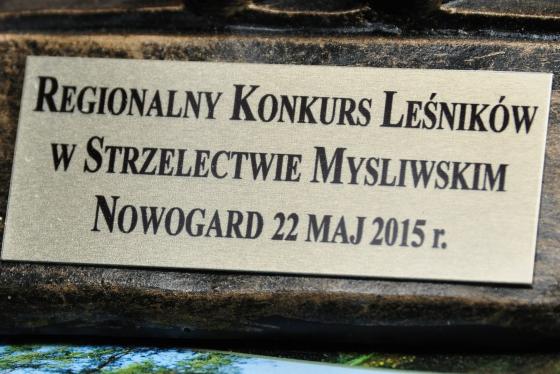 REGIONALNY KONKURS LEŚNIKÓW
W STRZELECTWIE MYSLIWSKIM
NOWOGARD 22 MAJ 2015 r.